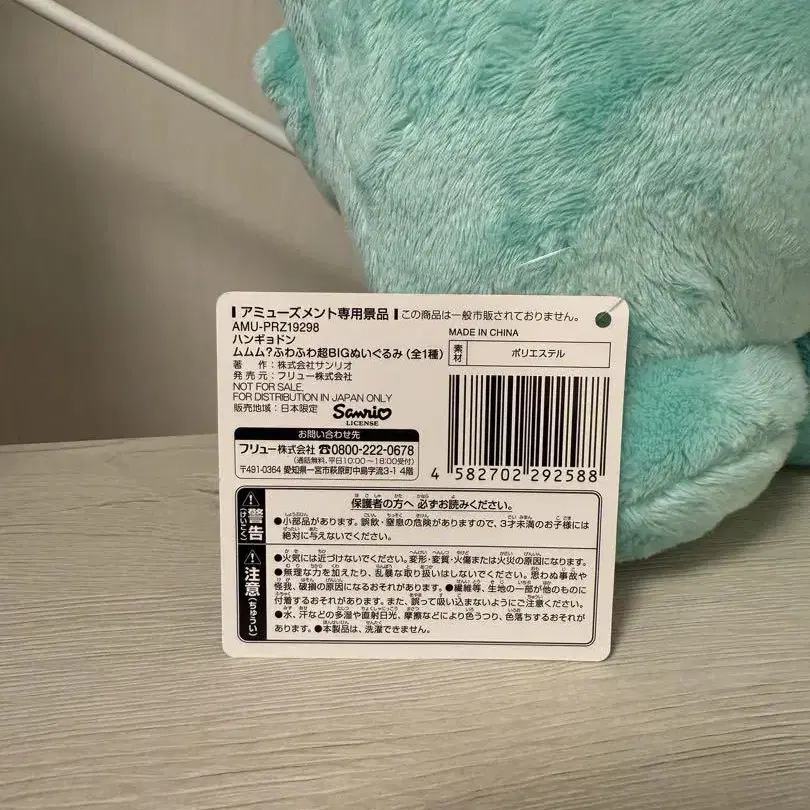 アミューズメント専用景品 この商品は一般市販されておりません。
AMU-PRZ19298
MADE IN CHINA
ハンギョドン
素材 ポリエステル
ムムム?ふわふわ超BIGぬいぐるみ(全1種)
著 作:株式会社サンリオ
発 売 元:フリュー株式会社
NOT FOR SALE.
FOR DISTRIBUTION IN JAPAN ONLY
販売地域:日本限定
Sanrio
LICENSE
お問い合わせ先
フリュー株式会社 ☎0800-222-0678
(通話無料、平日10:00~18:00受付)
〒491-0364 愛知県一宮市萩原町中島字流3-1 4階
4 582702 292588
警告(けいこく)
保護者の方へ 必ずお読みください。
●小部品があります。誤飲・窒息の危険がありますので、3才未満のお子様には
絶対に与えないでください。
注意(ちゅうい)
●火気には近づけないでください。変形・変質・火傷または火災の原因になります。
●無理な力を加えたり、乱暴な取り扱いはしないでください。思わぬ事故や
怪我、破損の原因になるおそれがあります。●繊維等、生地の一部が他のものに
付着するおそれがあります。また、誤って吸い込まないようにご注意ください。
●水、汗などの多湿や直射日光、摩擦などにより色うつり、色落ちするおそれが
あります。●本製品は、洗濯できません。